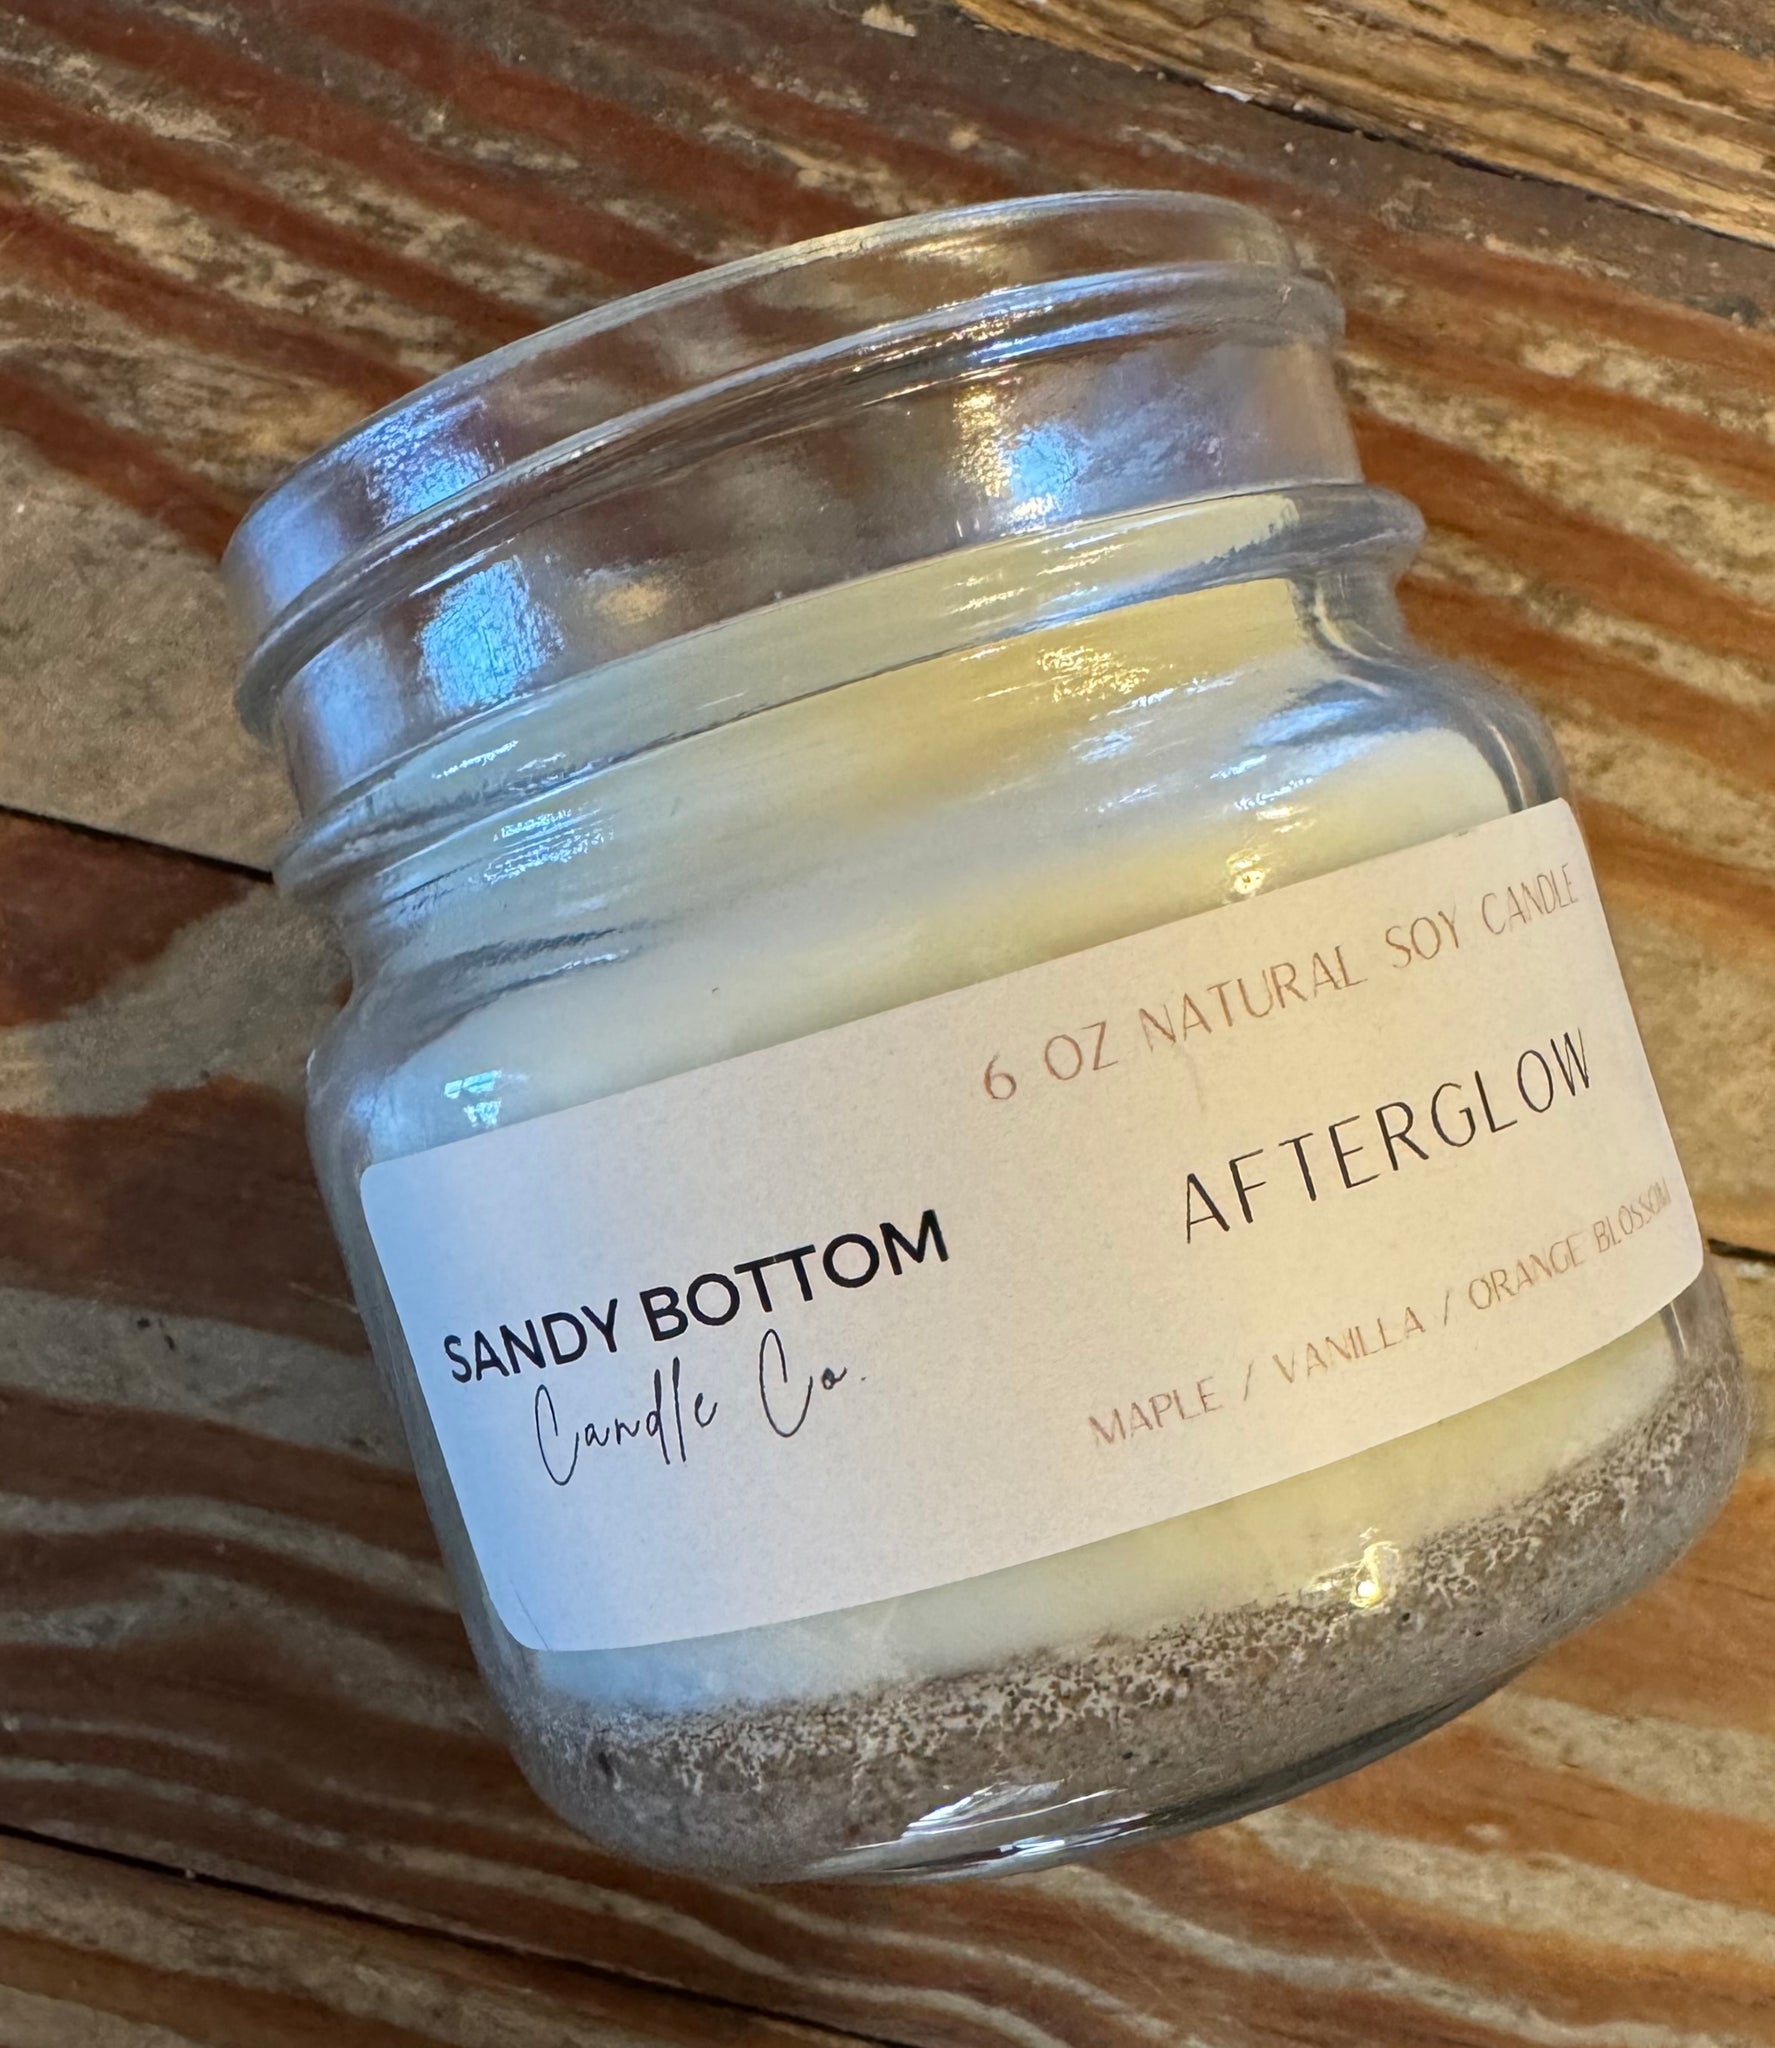 SANDY BOTTOM
Candle Co.
6 OZ NATURAL SOY CANDLE
AFTERGLOW
MAPLE / VANILLA / ORANGE BLOSSOM